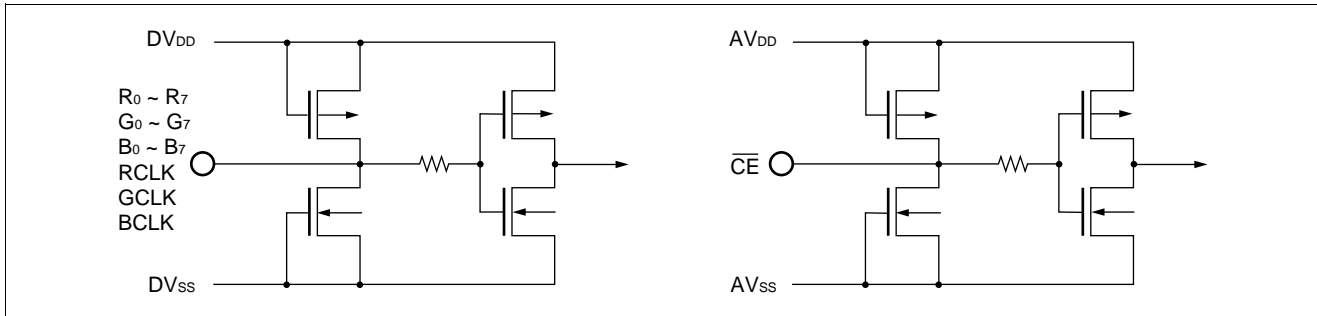 DVDD
R0 ~ R7
G0 ~ G7
B0 ~ B7
RCLK
GCLK
BCLK
DVSS
AVDD
CE
AVSS